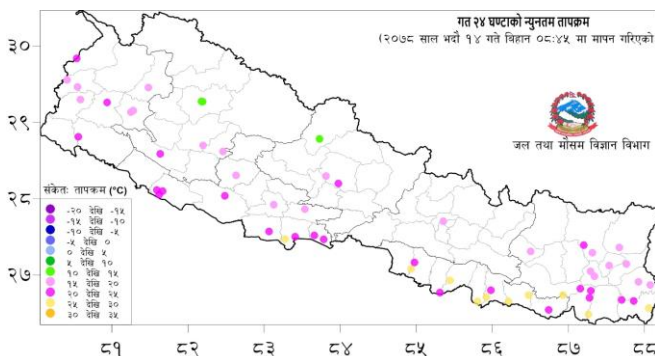 गत २४ घण्टाको न्युनतम तापक्रम
(२०७८ साल भदौ १४ गते बिहान ०८:४५ मा मापन गरिएको
जल तथा मौसम विज्ञान विभाग
३०
२९
२८
२७
संकेतः तापक्रम (°C)
-२० देखि -१५
-१५ देखि -१०
-१० देखि -५
-५ देखि ०
० देखि ५
५ देखि १०
१० देखि १५
१५ देखि २०
२० देखि २५
२५ देखि ३०
३० देखि ३५
८१ ८२ ८३ ८४ ८५ ८६ ८७ ८८